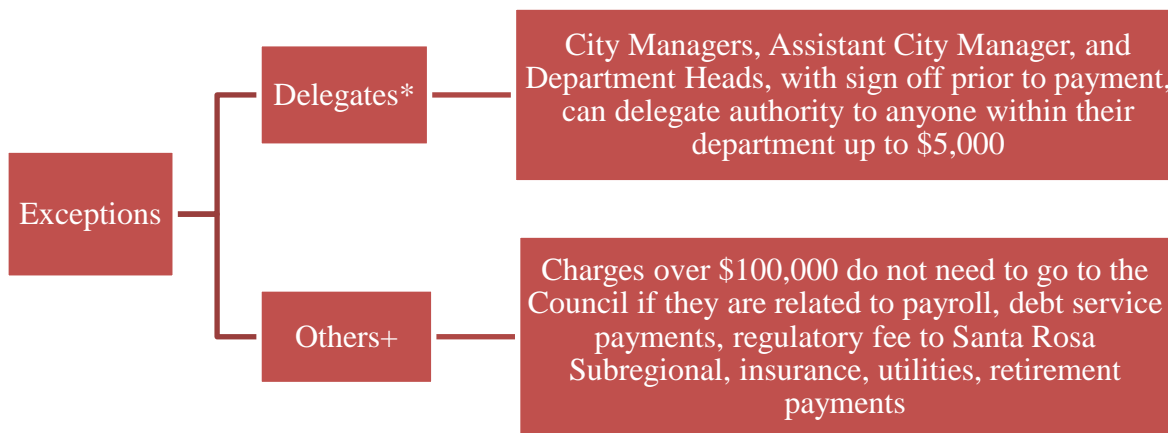 Exceptions
Delegates*
City Managers, Assistant City Manager, and
Department Heads, with sign off prior to payment,
can delegate authority to anyone within their
department up to $5,000
Others+
Charges over $100,000 do not need to go to the
Council if they are related to payroll, debt service
payments, regulatory fee to Santa Rosa
Subregional, insurance, utilities, retirement
payments